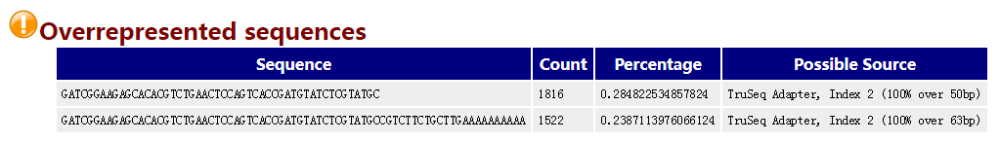 Overrepresented sequences
Sequence Count Percentage Possible Source
GATCGGAAGAGCACACGTCTGAACTCCAGTCACCGATGTATCTCGTATGC 1816 0.284822534857824 TruSeq Adapter, Index 2 (100% over 50bp)
GATCGGAAGAGCACACGTCTGAACTCCAGTCACCGATGTATCTCGTATGCCGTCTTCTGCTTGAAAAAAAAAA 1522 0.2387113976066124 TruSeq Adapter, Index 2 (100% over 63bp)